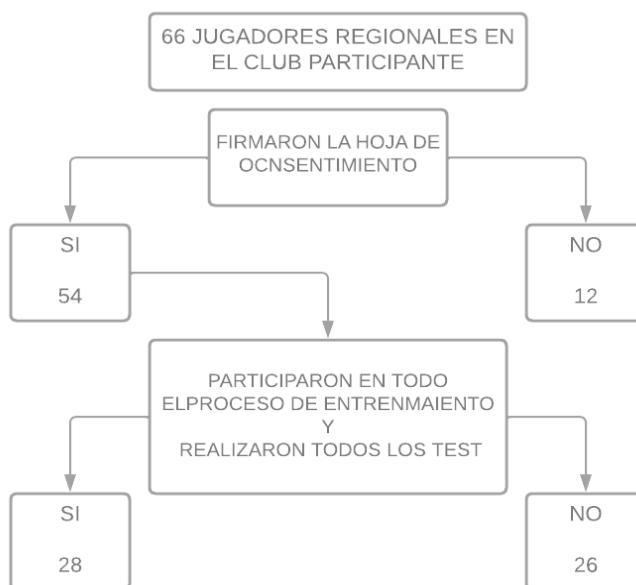 66 JUGADORES REGIONALES EN
EL CLUB PARTICIPANTE
FIRMARON LA HOJA DE
OCNSENTIMIENTO
SI
54
NO
12
PARTICIPARON EN TODO
ELPROCESO DE ENTRENMAIENTO
Y
REALIZARON TODOS LOS TEST
SI
28
NO
26